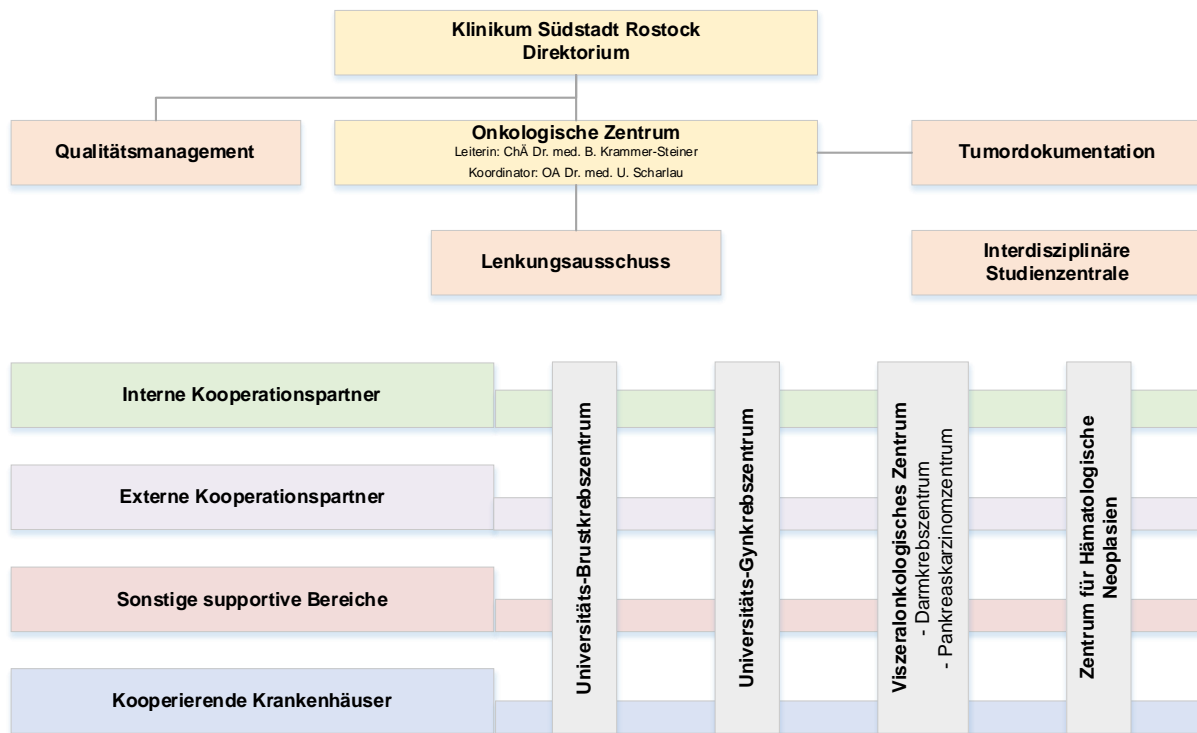 Klinikum Südstadt Rostock
Direktorium
Qualitätsmanagement
Onkologische Zentrum
Leiterin: ChÄ Dr. med. B. Krammer-Steiner
Koordinator: OA Dr. med. U. Scharlau
Tumordokumentation
Lenkungsausschuss
Interdisziplinäre
Studienzentrale
Interne Kooperationspartner
Externe Kooperationspartner
Sonstige supportive Bereiche
Kooperierende Krankenhäuser
Universitäts-Brustkrebszentrum
Universitäts-Gynkrebszentrum
Viszeralonkologisches Zentrum
- Darmkrebszentrum
- Pankreaskarzinomzentrum
Zentrum für Hämatologische
Neoplasien